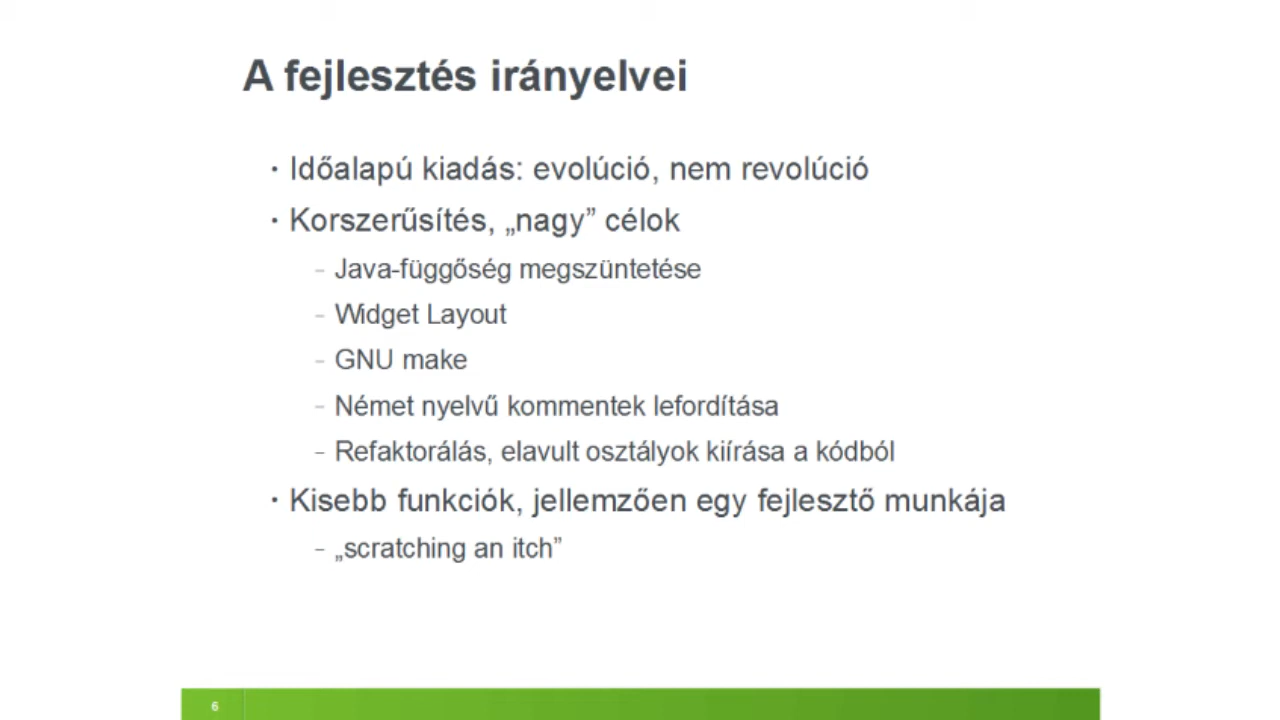 A fejlesztés irányelvei
· Időalapú kiadás: evolúció, nem revolúció
· Korszerűsítés, „nagy” célok
– Java-függőség megszüntetése
– Widget Layout
– GNU make
– Német nyelvű kommentek lefordítása
– Refaktorálás, elavult osztályok kiírása a kódból
· Kisebb funkciók, jellemzően egy fejlesztő munkája
– „scratching an itch”
6